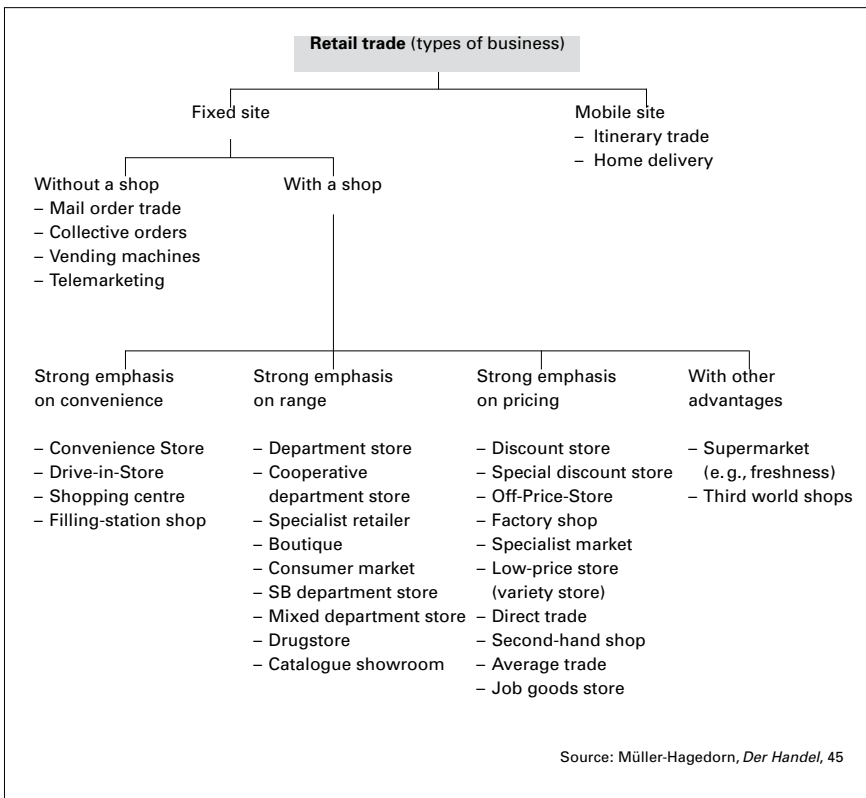 Retail trade (types of business)
Fixed site
Mobile site
– Itinerary trade
– Home delivery
Without a shop
– Mail order trade
– Collective orders
– Vending machines
– Telemarketing
With a shop
Strong emphasis
on convenience
– Convenience Store
– Drive-in-Store
– Shopping centre
– Filling-station shop
Strong emphasis
on range
– Department store
– Cooperative
department store
– Specialist retailer
– Boutique
– Consumer market
– SB department store
– Mixed department store
– Drugstore
– Catalogue showroom
Strong emphasis
on pricing
– Discount store
– Special discount store
– Off-Price-Store
– Factory shop
– Specialist market
– Low-price store
(variety store)
– Direct trade
– Second-hand shop
– Average trade
– Job goods store
With other
advantages
– Supermarket
(e. g., freshness)
– Third world shops
Source: Müller-Hagedorn, Der Handel, 45